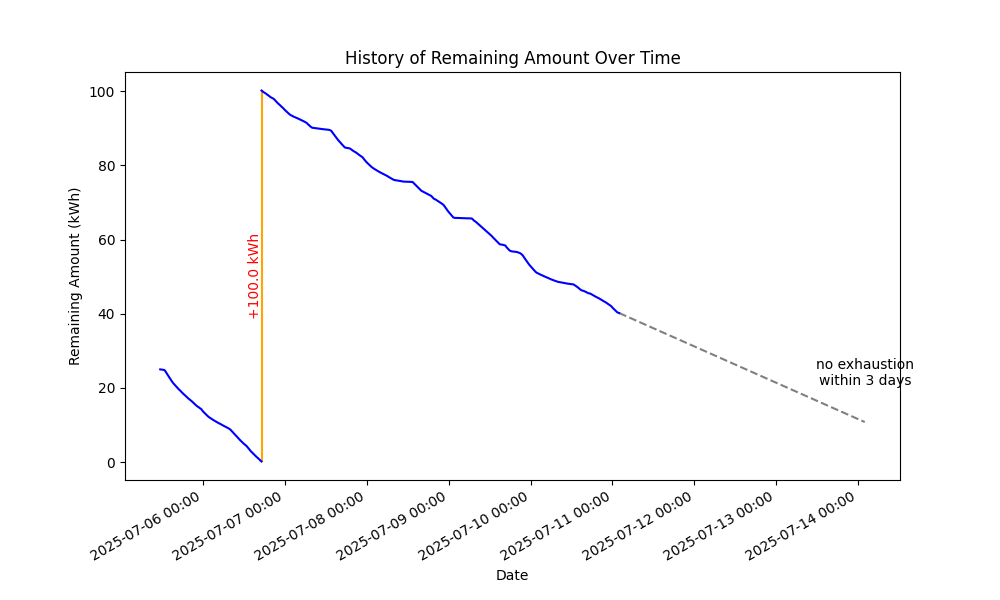 History of Remaining Amount Over Time
Remaining Amount (kWh)
100
80
60
40
20
0
+100.0 kWh
no exhaustion
within 3 days
2025-07-06 00:00
2025-07-07 00:00
2025-07-08 00:00
2025-07-09 00:00
2025-07-10 00:00
2025-07-11 00:00
2025-07-12 00:00
2025-07-13 00:00
2025-07-14 00:00
Date